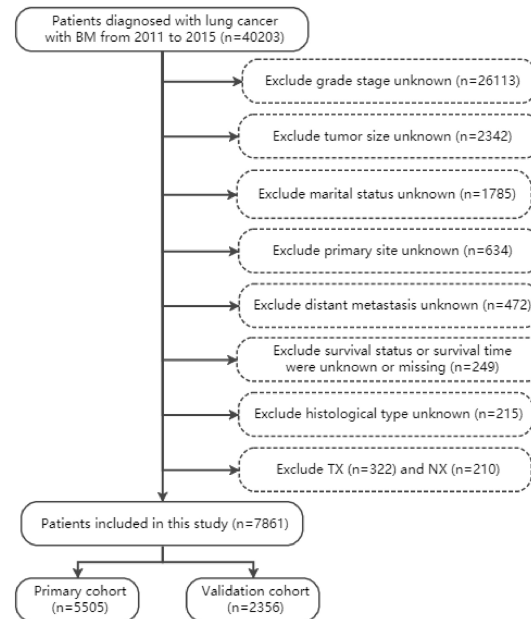 Patients diagnosed with lung cancer
with BM from 2011 to 2015 (n=40203)
Exclude grade stage unknown (n=26113)
Exclude tumor size unknown (n=2342)
Exclude marital status unknown (n=1785)
Exclude primary site unknown (n=634)
Exclude distant metastasis unknown (n=472)
Exclude survival status or survival time
were unknown or missing (n=249)
Exclude histological type unknown (n=215)
Exclude TX (n=322) and NX (n=210)
Patients included in this study (n=7861)
Primary cohort
(n=5505)
Validation cohort
(n=2356)